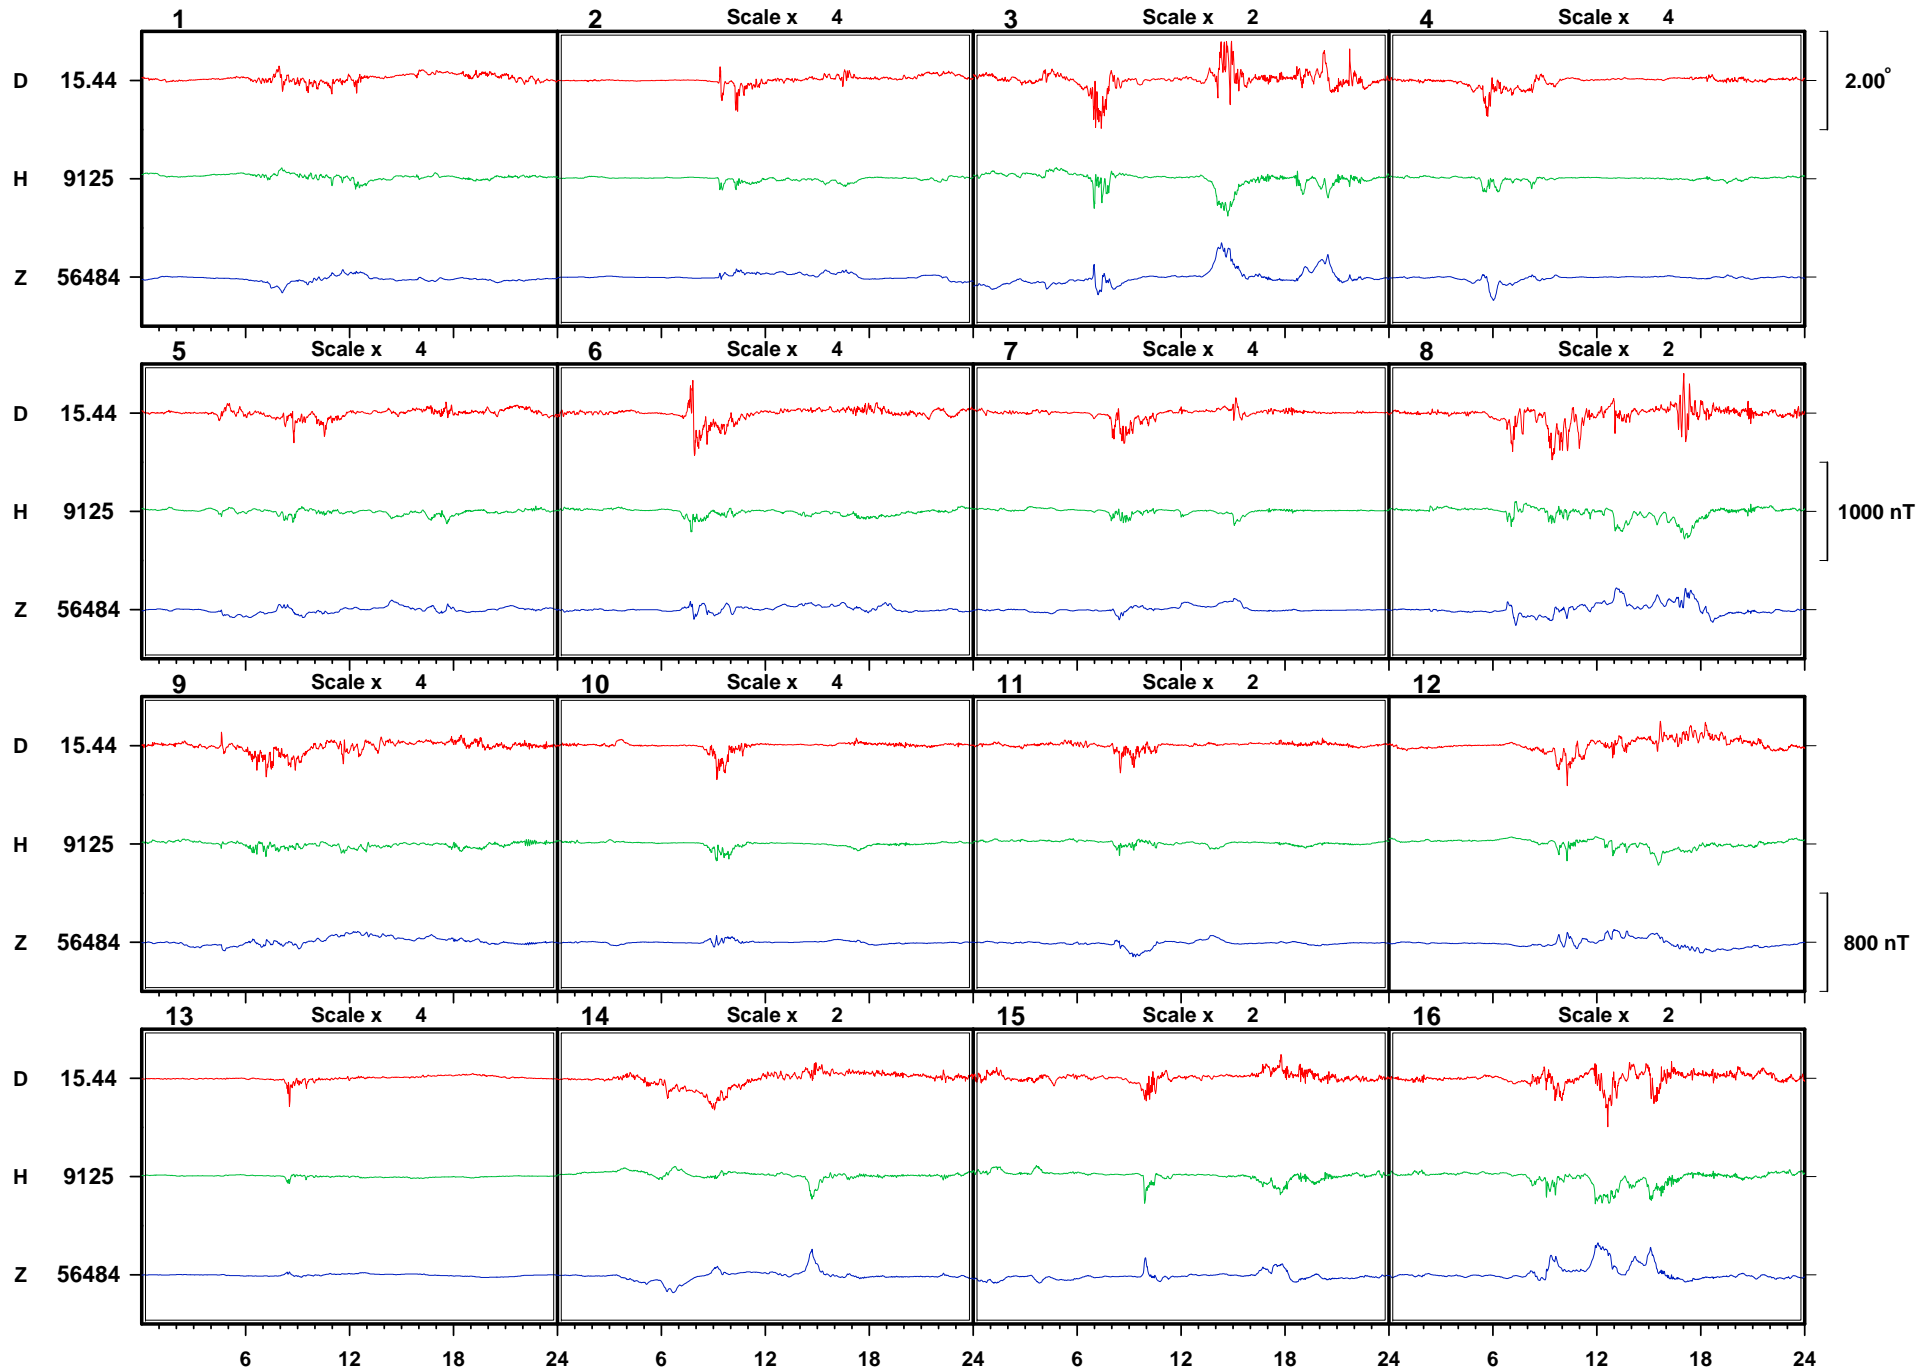 1 2 Scale x 4 3 Scale x 2 4 Scale x 4
D 15.44 2.00°
H 9125
Z 56484
5 Scale x 4 6 Scale x 4 7 Scale x 4 8 Scale x 2
D 15.44
H 9125 1000 nT
Z 56484
9 Scale x 4 10 Scale x 4 11 Scale x 2 12
D 15.44
H 9125
Z 56484 800 nT
13 Scale x 4 14 Scale x 2 15 Scale x 2 16 Scale x 2
D 15.44
H 9125
Z 56484
6 12 18 24 6 12 18 24 6 12 18 24 6 12 18 24